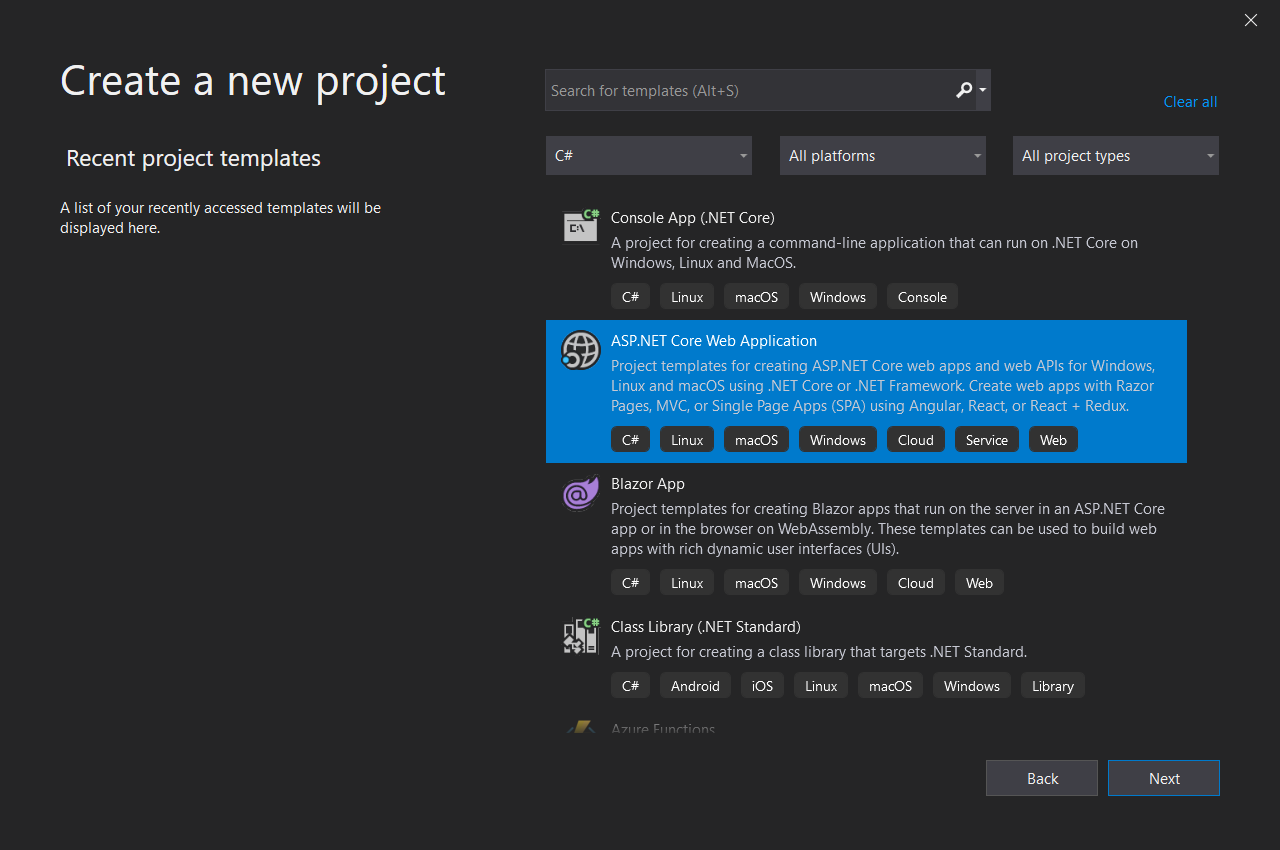 Create a new project
Recent project templates
A list of your recently accessed templates will be
displayed here.
Search for templates (Alt+S)
Clear all
C#
All platforms
All project types
C#
C:\
Console App (.NET Core)
A project for creating a command-line application that can run on .NET Core on
Windows, Linux and MacOS.
C# Linux macOS Windows Console
ASP.NET Core Web Application
Project templates for creating ASP.NET Core web apps and web APIs for Windows,
Linux and macOS using .NET Core or .NET Framework. Create web apps with Razor
Pages, MVC, or Single Page Apps (SPA) using Angular, React, or React + Redux.
C# Linux macOS Windows Cloud Service Web
Blazor App
Project templates for creating Blazor apps that run on the server in an ASP.NET Core
app or in the browser on WebAssembly. These templates can be used to build web
apps with rich dynamic user interfaces (UIs).
C# Linux macOS Windows Cloud Web
C#
Class Library (.NET Standard)
A project for creating a class library that targets .NET Standard.
C# Android iOS Linux macOS Windows Library
Azure Functions
Back
Next